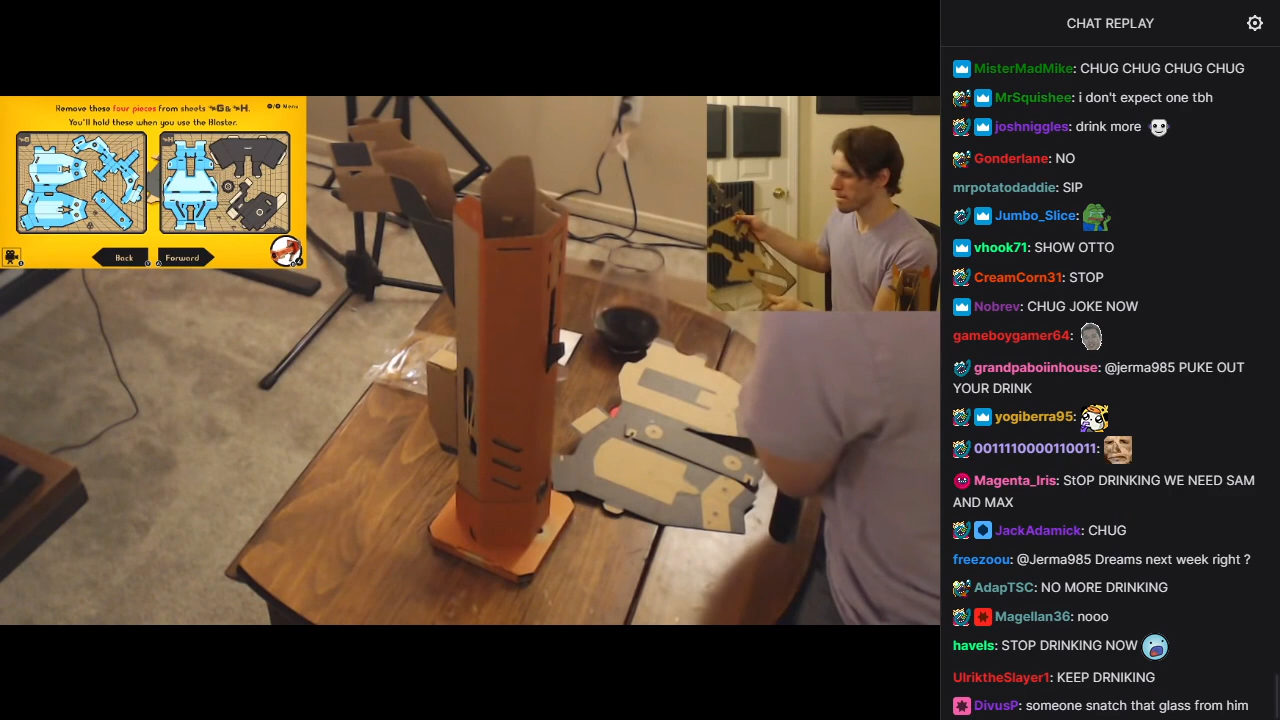 Remove these four pieces from sheets G & H.
You'll hold these when you use the Blaster.
Menu
Back
Forward
CHAT REPLAY
MisterMadMike: CHUG CHUG CHUG CHUG
MrSquishee: i don't expect one tbh
joshniggles: drink more
Gonderlane: NO
mrpotatodaddie: SIP
Jumbo_Slice:
vhook71: SHOW OTTO
CreamCorn31: STOP
Nobrev: CHUG JOKE NOW
gameboygamer64:
grandpaboiinhouse: @jerma985 PUKE OUT
YOUR DRINK
yogiberra95:
0011110000110011:
Magenta_Iris: StOP DRINKING WE NEED SAM
AND MAX
JackAdamick: CHUG
freezoou: @Jerma985 Dreams next week right ?
AdapTSC: NO MORE DRINKING
Magellan36: nooo
havels: STOP DRINKING NOW
UlriktheSlayer1: KEEP DRNIKING
DivusP: someone snatch that glass from him